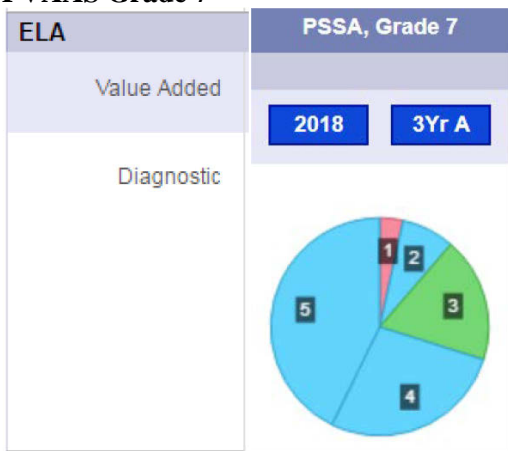 ELA
PSSA, Grade 7
Value Added
2018
3Yr A
Diagnostic
1
2
3
5
4